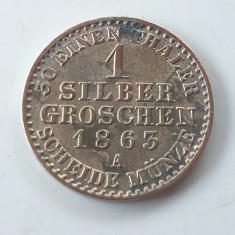 30 EINEN THALER
1
SILBER
GROSCHEN
1863
A
SCHEIDE MÜNZE